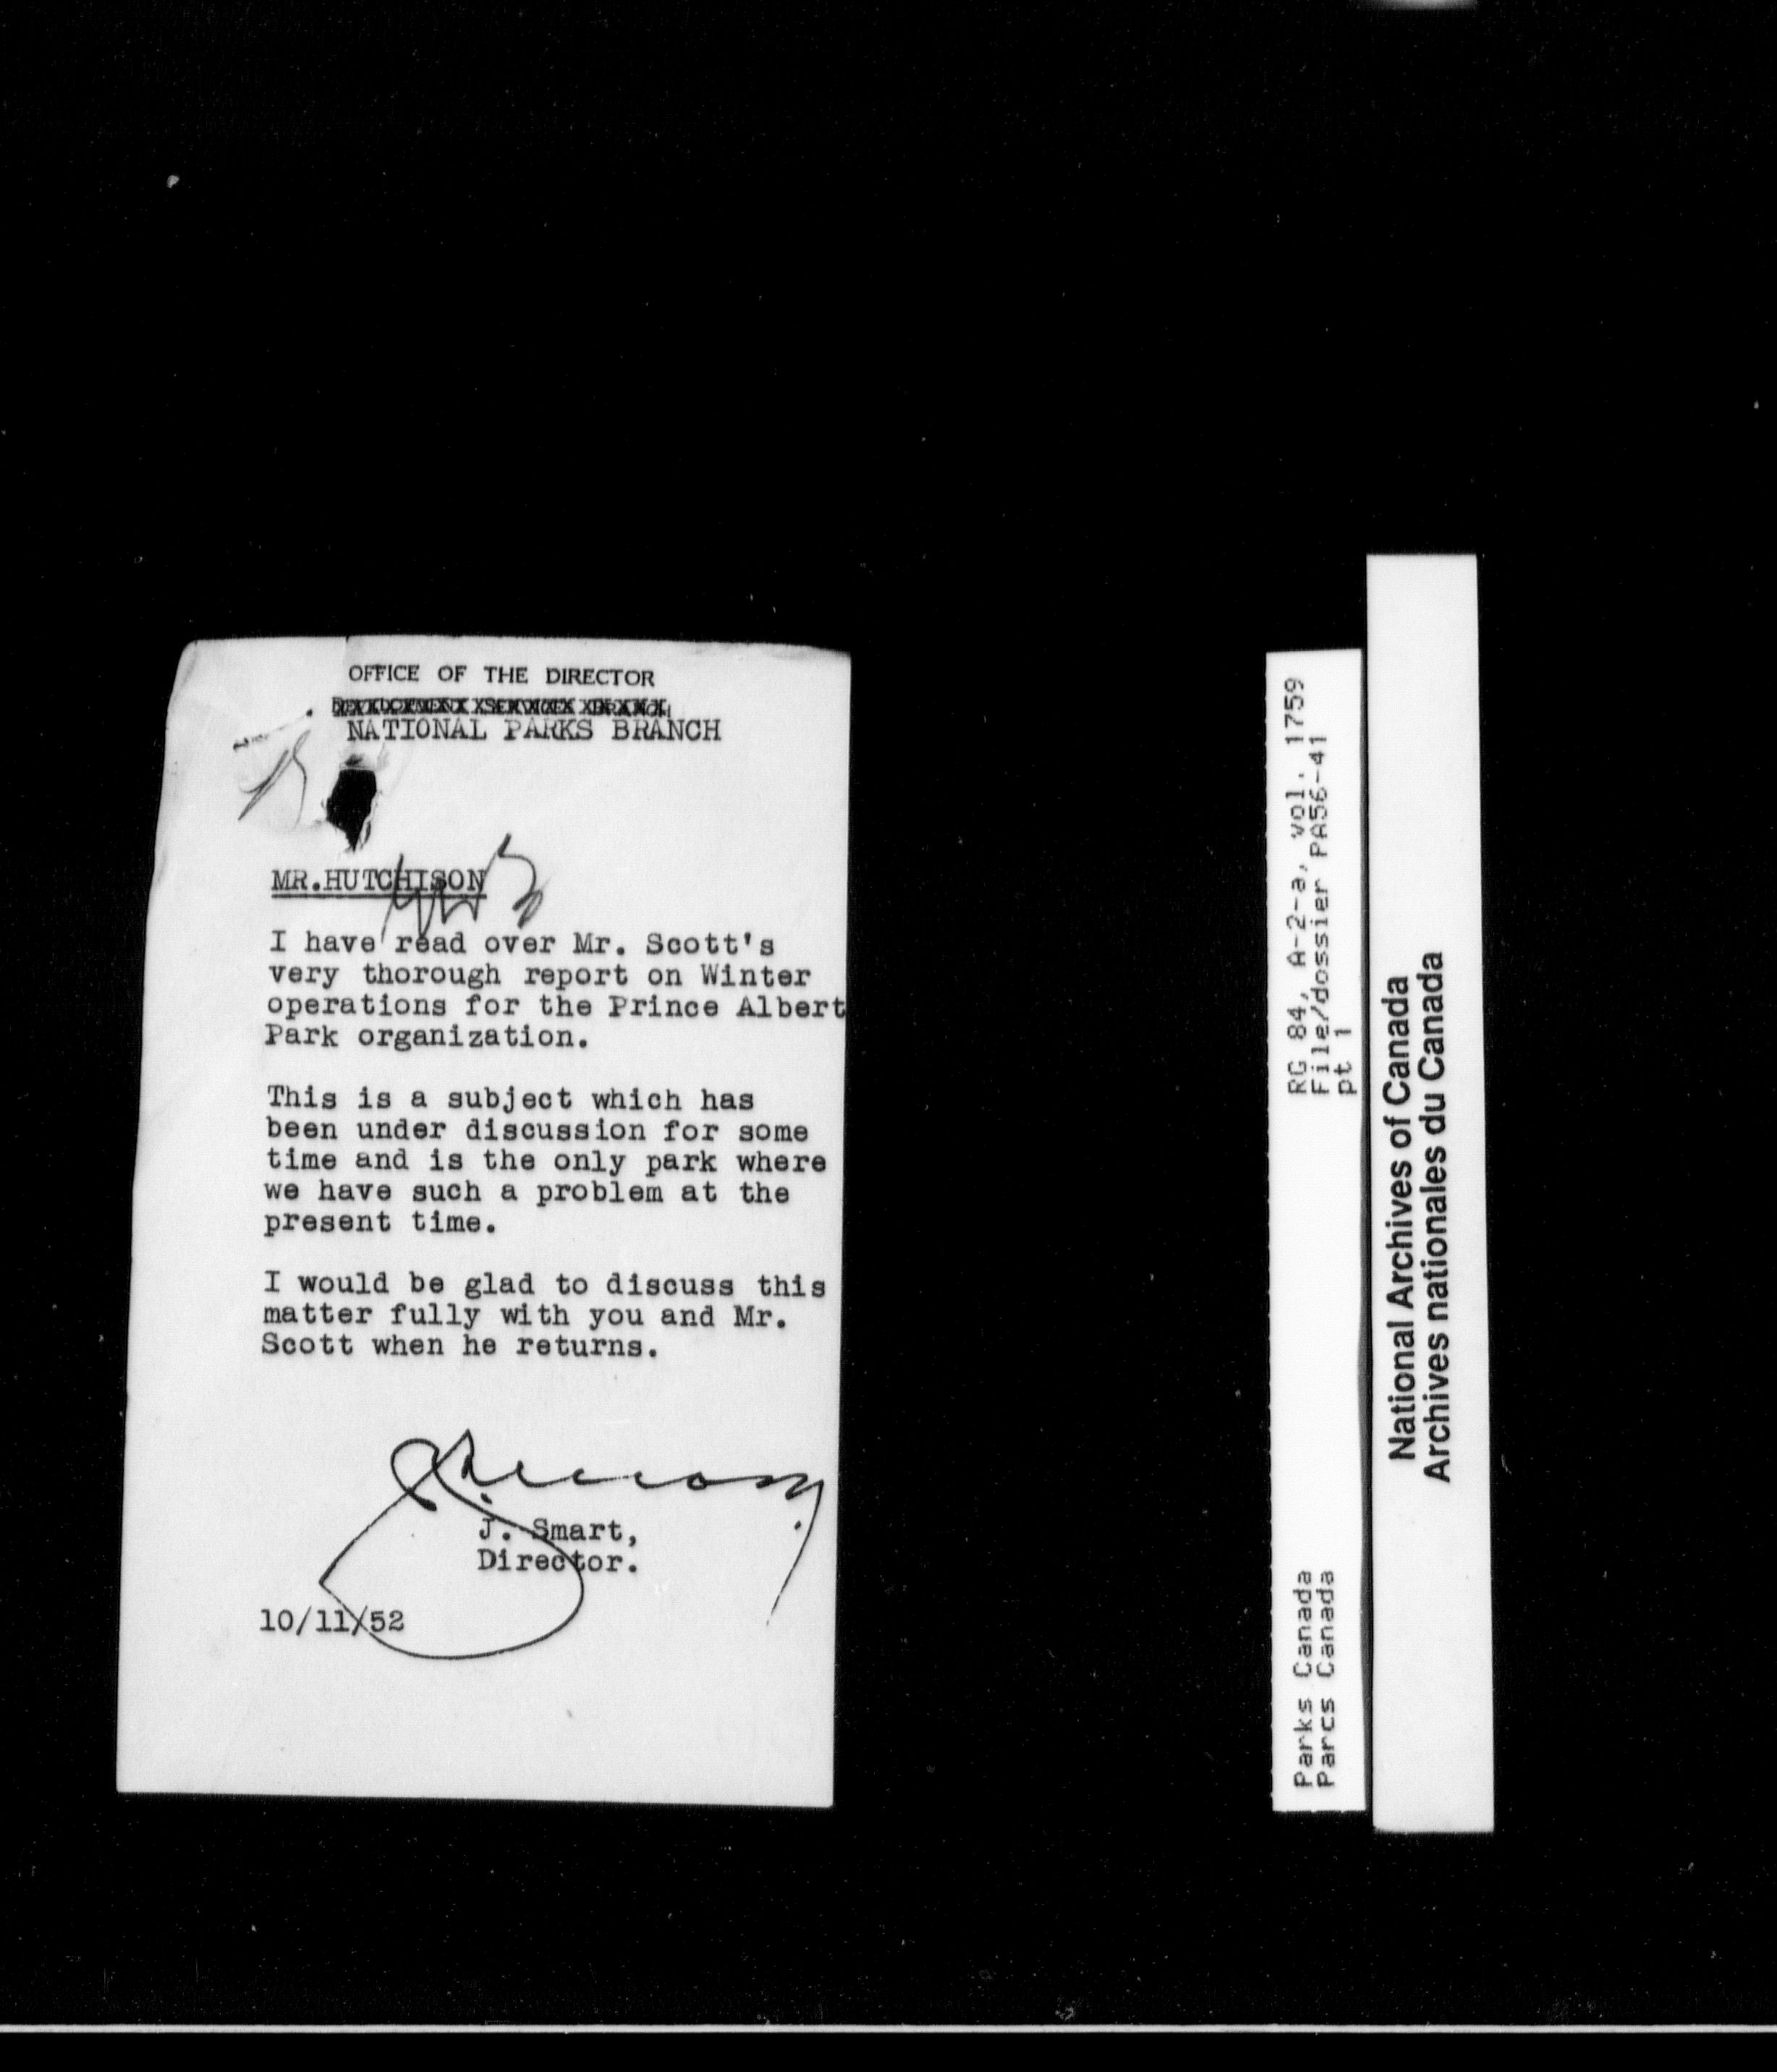 OFFICE OF THE DIRECTOR
NATIONAL PARKS BRANCH
MR.HUTCHISON
I have read over Mr. Scott's
very thorough report on Winter
operations for the Prince Albert
Park organization.
This is a subject which has
been under discussion for some
time and is the only park where
we have such a problem at the
present time.
I would be glad to discuss this
matter fully with you and Mr.
Scott when he returns.
J. Smart,
Director.
10/11/52
RG 84, A-2-a, vol. 1759
File/dossier PA56-41
pt 1
Parks Canada
Parcs Canada
National Archives of Canada
Archives nationales du Canada